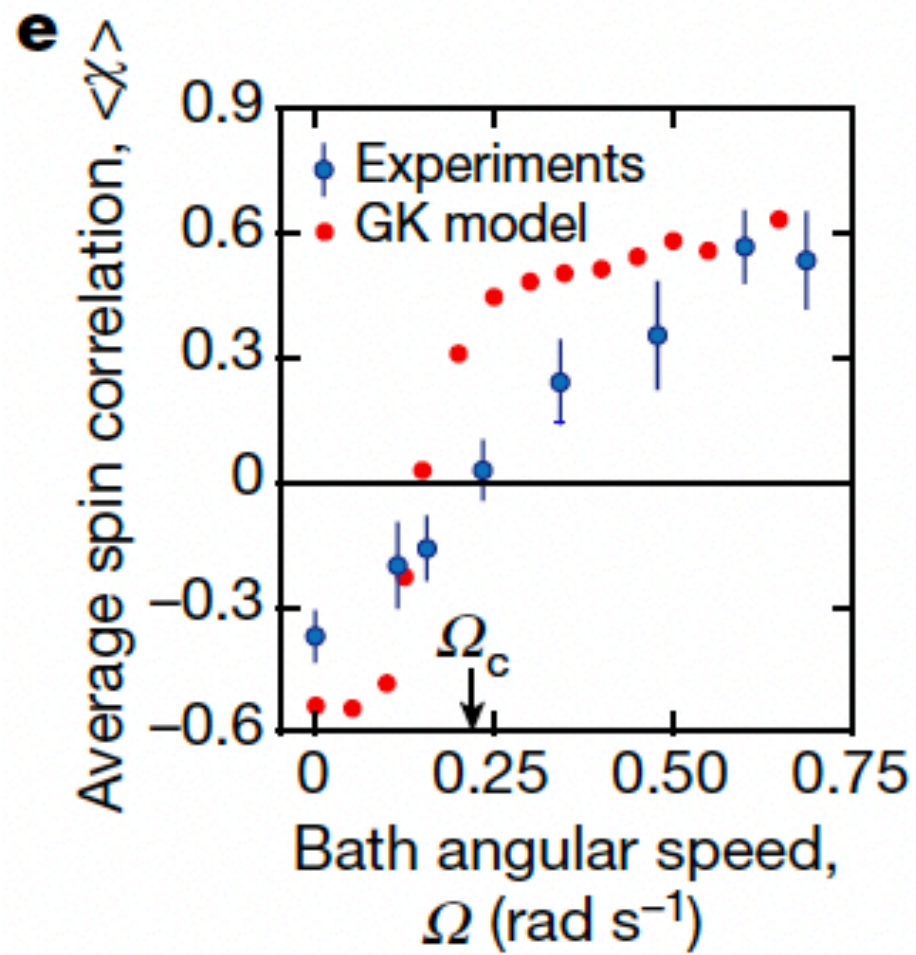 e
Average spin correlation, <χ>
0.9
0.6
0.3
0
–0.3
–0.6
Experiments
GK model
Ωc
0 0.25 0.50 0.75
Bath angular speed,
Ω (rad s⁻¹)